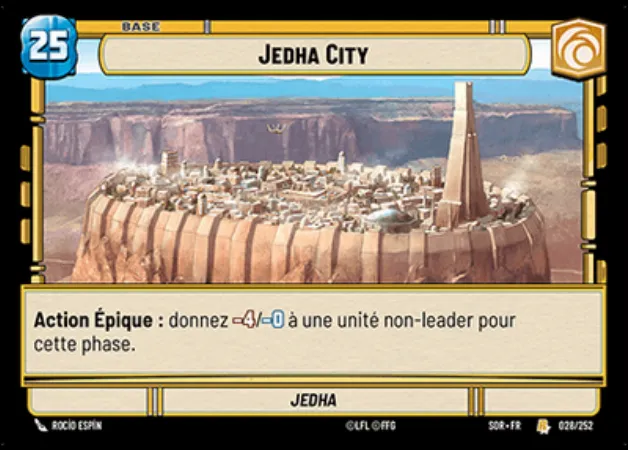 BASE
25
JEDHA CITY
Action Épique : donnez -4/-0 à une unité non-leader pour
cette phase.
JEDHA
ROCÍO ESPÍN
©LFL ©FFG
SOR•FR
028/252